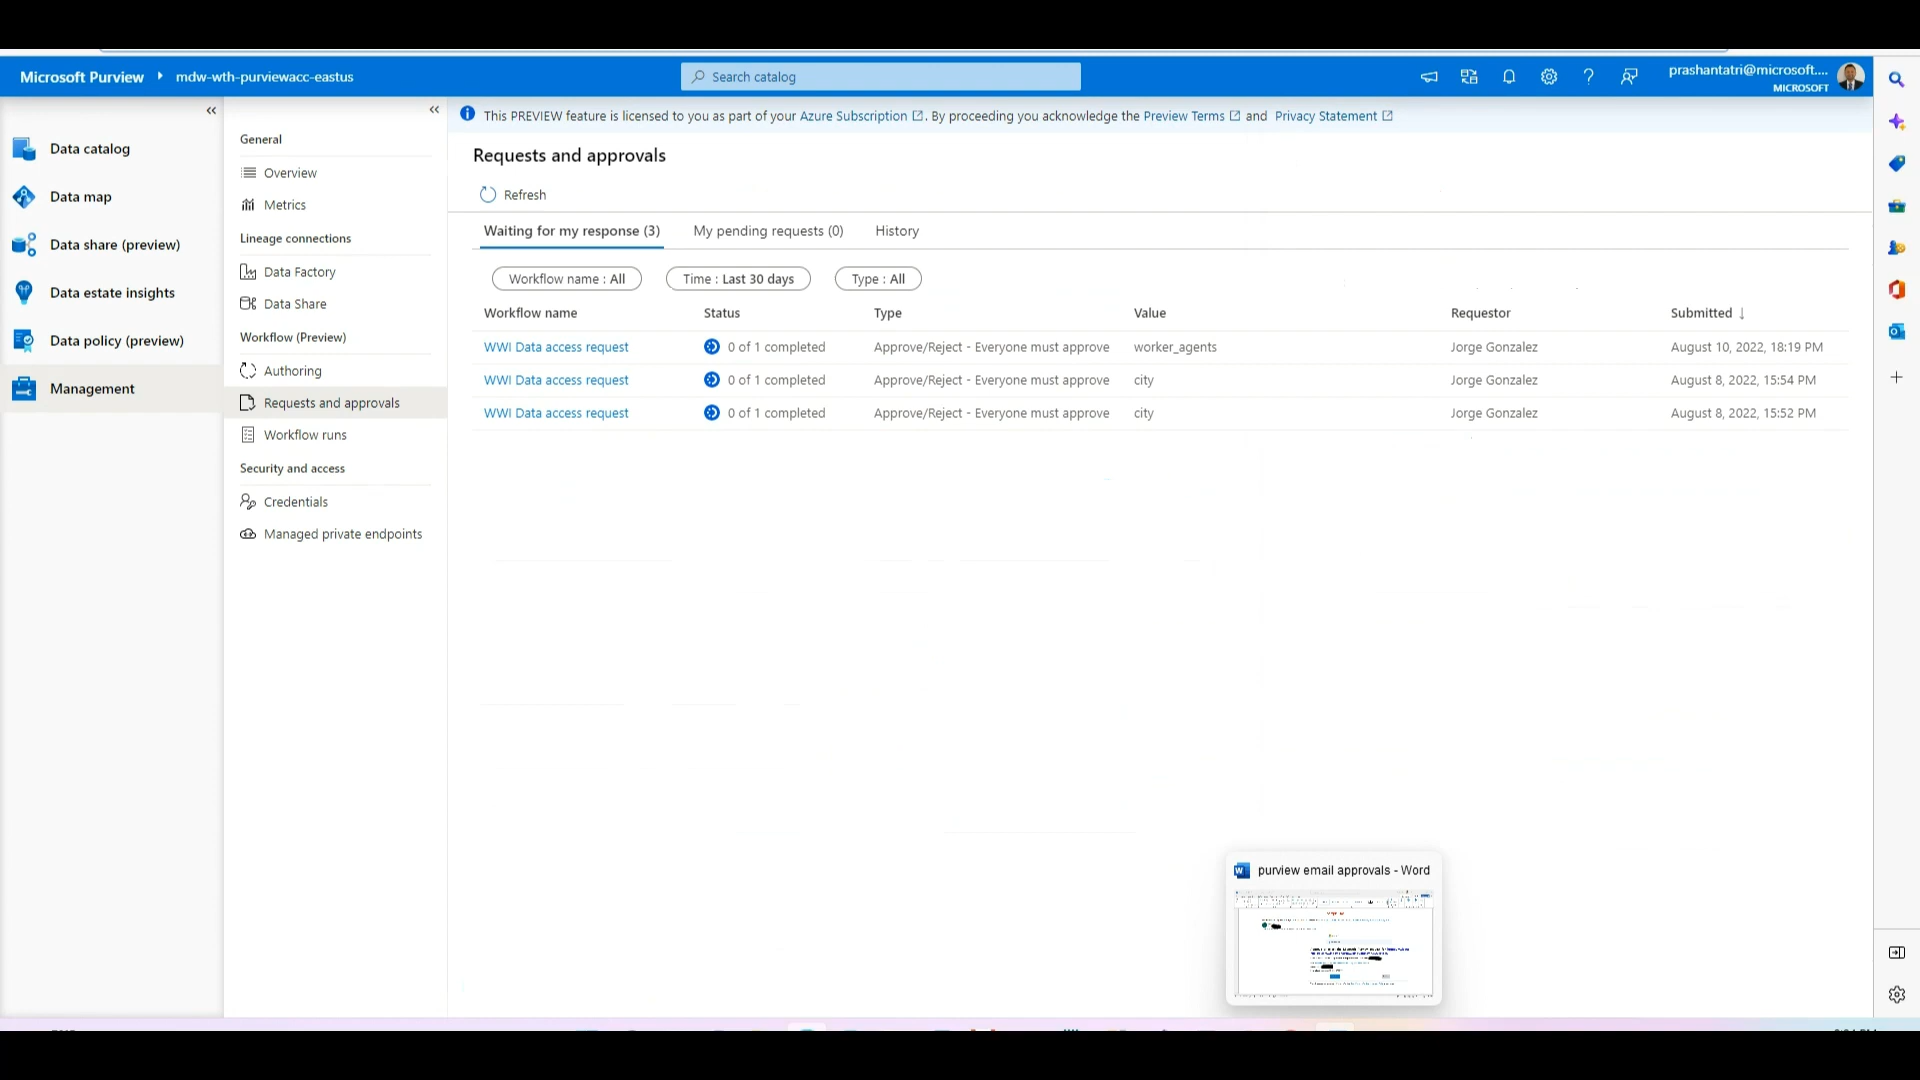 Microsoft Purview mdw-wth-purviewacc-eastus
Search catalog
prashantatri@microsoft....
MICROSOFT
Data catalog
Data map
Data share (preview)
Data estate insights
Data policy (preview)
Management
General
Overview
Metrics
Lineage connections
Data Factory
Data Share
Workflow (Preview)
Authoring
Requests and approvals
Workflow runs
Security and access
Credentials
Managed private endpoints
This PREVIEW feature is licensed to you as part of your Azure Subscription. By proceeding you acknowledge the Preview Terms and Privacy Statement
Requests and approvals
Refresh
Waiting for my response (3) My pending requests (0) History
Workflow name : All Time : Last 30 days Type : All
Workflow name Status Type Value Requestor Submitted ↓
WWI Data access request 0 of 1 completed Approve/Reject - Everyone must approve worker_agents Jorge Gonzalez August 10, 2022, 18:19 PM
WWI Data access request 0 of 1 completed Approve/Reject - Everyone must approve city Jorge Gonzalez August 8, 2022, 15:54 PM
WWI Data access request 0 of 1 completed Approve/Reject - Everyone must approve city Jorge Gonzalez August 8, 2022, 15:52 PM
purview email approvals - Word